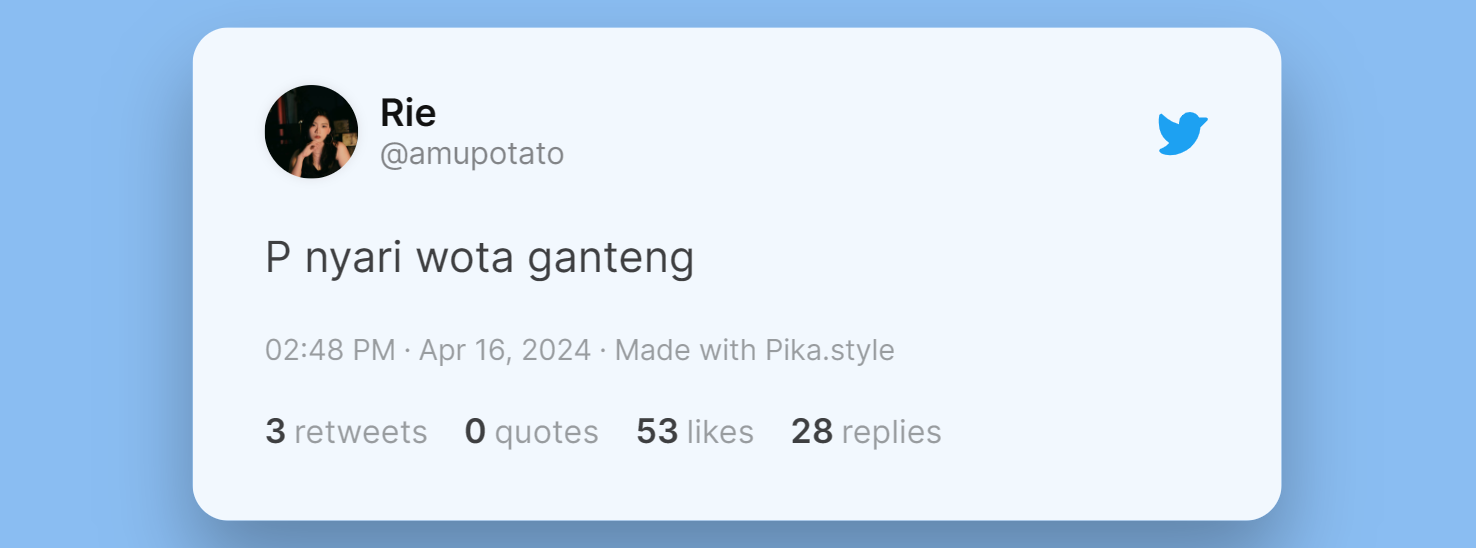 Rie
@amupotato
P nyari wota ganteng
02:48 PM · Apr 16, 2024 · Made with Pika.style
3 retweets 0 quotes 53 likes 28 replies